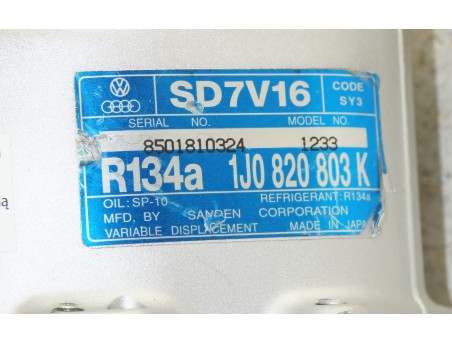 SD7V16 CODE SY3
SERIAL NO. MODEL NO.
8501810324 1233
R134a 1J0 820 803 K
OIL: SP-10 REFRIGERANT: R134a
MFD. BY SANDEN CORPORATION
VARIABLE DISPLACEMENT MADE IN JAPAN